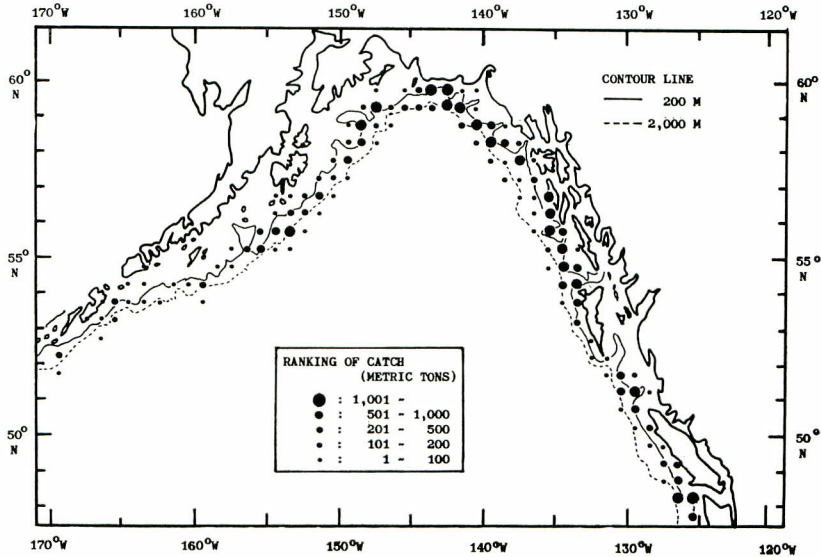 170°W 160°W 150°W 140°W 130°W 120°W
60°
N
60°
N
CONTOUR LINE
200 M
2,000 M
55°
N
55°
N
RANKING OF CATCH
(METRIC TONS)
: 1,001 ~
: 501 ~ 1,000
: 201 ~ 500
: 101 ~ 200
: 1 ~ 100
50°
N
50°
N
170°W 160°W 150°W 140°W 130°W 120°W